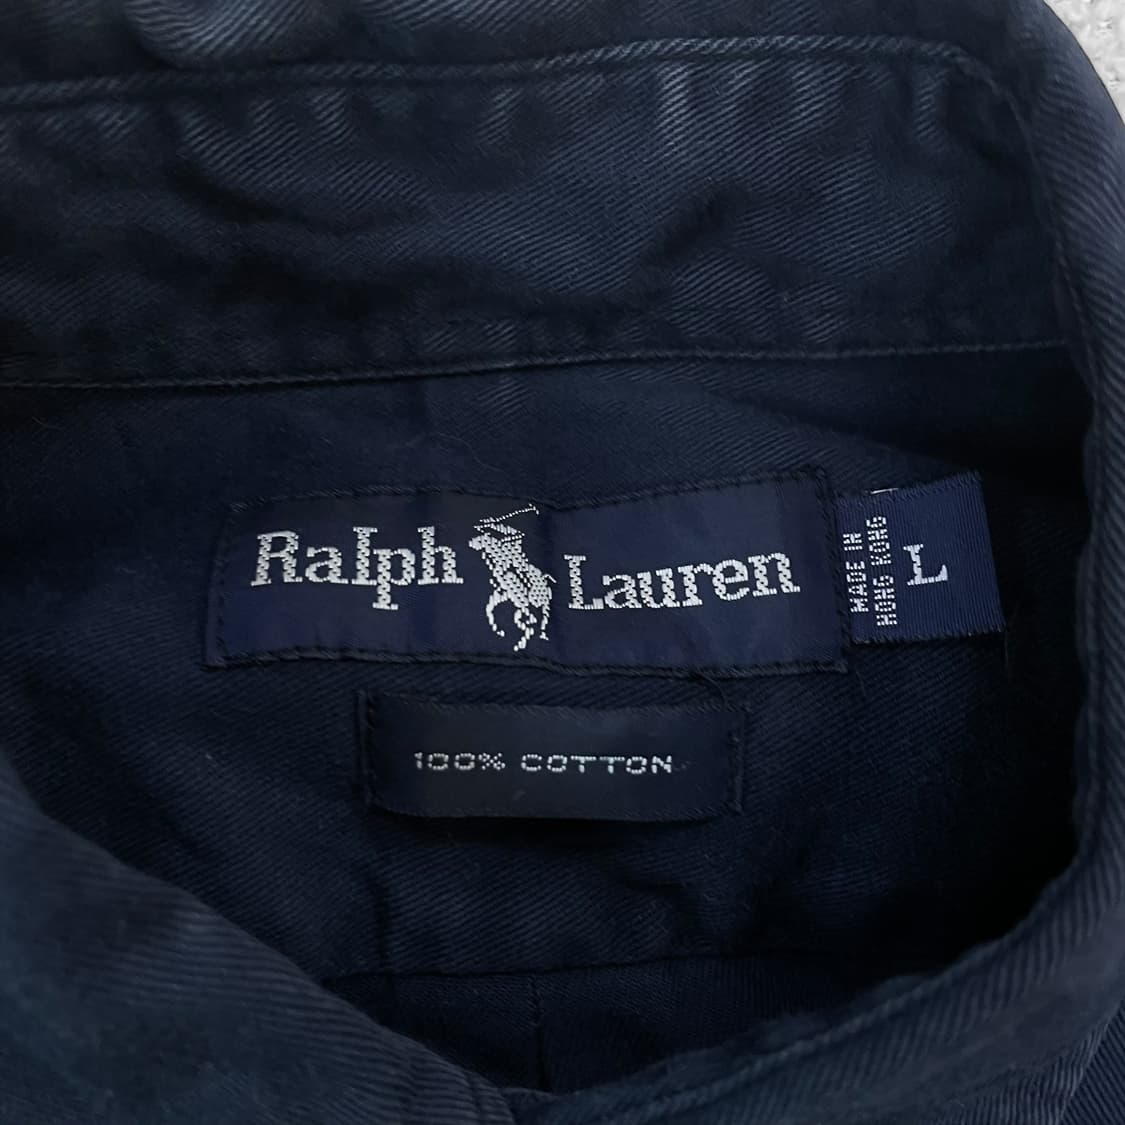 Ralph Lauren
MADE IN
HONG KONG
L
100% COTTON